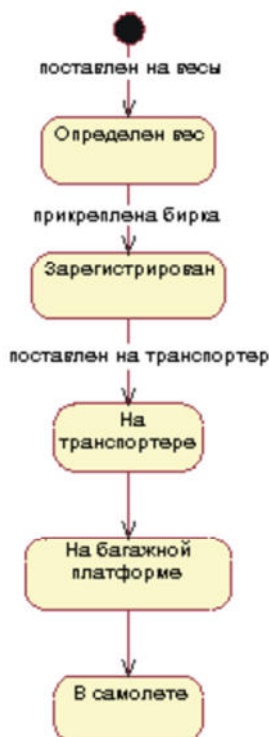 поставлен на весы
Определен вес
прикреплена бирка
Зарегистрирован
поставлен на транспортер
На
транспортере
На багажной
платформе
В самолете